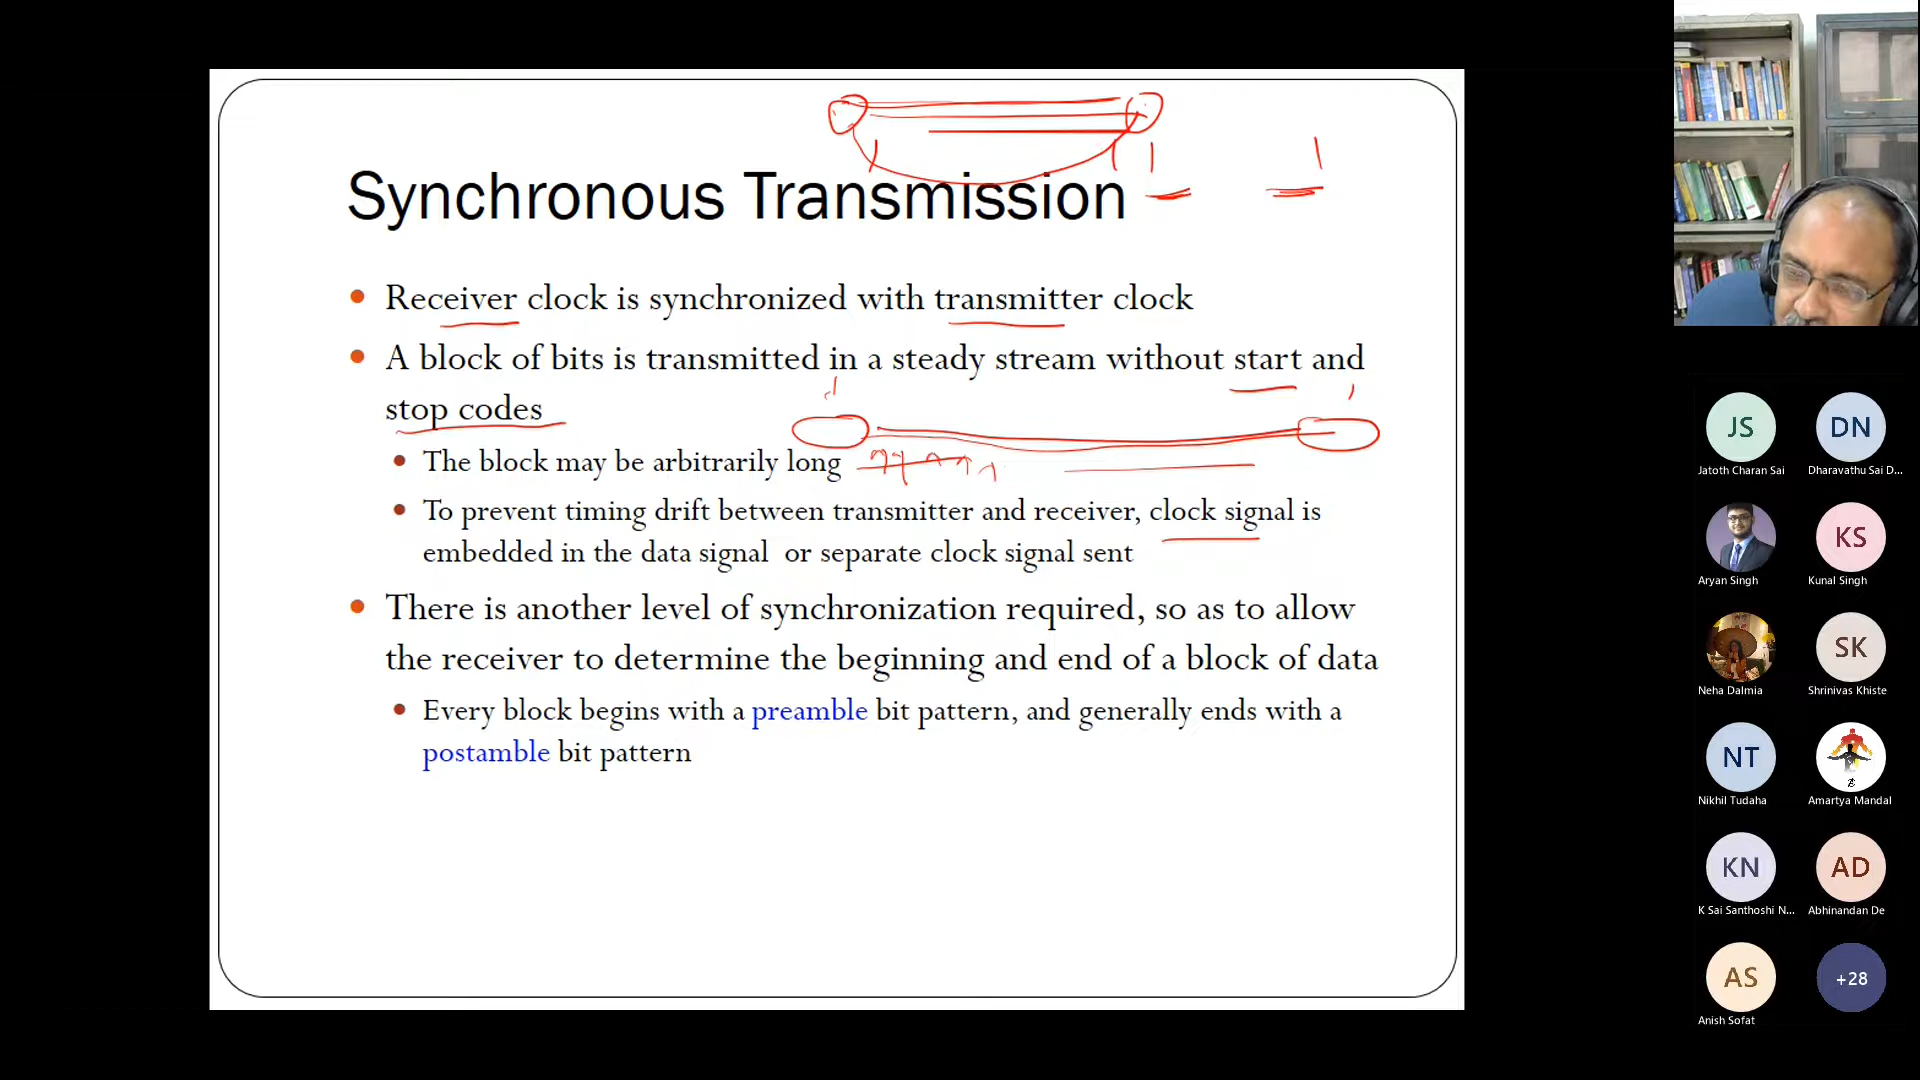 Synchronous Transmission
Receiver clock is synchronized with transmitter clock
A block of bits is transmitted in a steady stream without start and
stop codes
The block may be arbitrarily long
To prevent timing drift between transmitter and receiver, clock signal is
embedded in the data signal or separate clock signal sent
There is another level of synchronization required, so as to allow
the receiver to determine the beginning and end of a block of data
Every block begins with a preamble bit pattern, and generally ends with a
postamble bit pattern
JS
Jatoth Charan Sai
DN
Dharavathu Sai D...
Aryan Singh
KS
Kunal Singh
Neha Dalmia
SK
Shrinivas Khiste
NT
Nikhil Tudaha
Amartya Mandal
KN
K Sai Santhoshi N...
AD
Abhinandan De
AS
Anish Sofat
+28